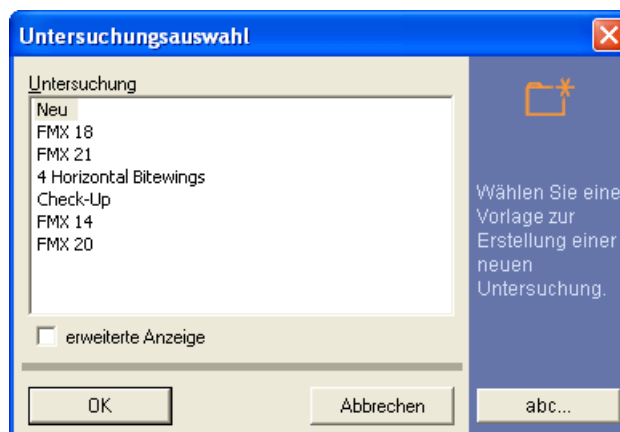 Untersuchungsauswahl
Untersuchung
Neu
FMX 18
FMX 21
4 Horizontal Bitewings
Check-Up
FMX 14
FMX 20
erweiterte Anzeige
OK
Abbrechen
Wählen Sie eine
Vorlage zur
Erstellung einer
neuen
Untersuchung.
abc...